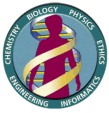 CHEMISTRY BIOLOGY PHYSICS ETHICS
ENGINEERING INFORMATICS